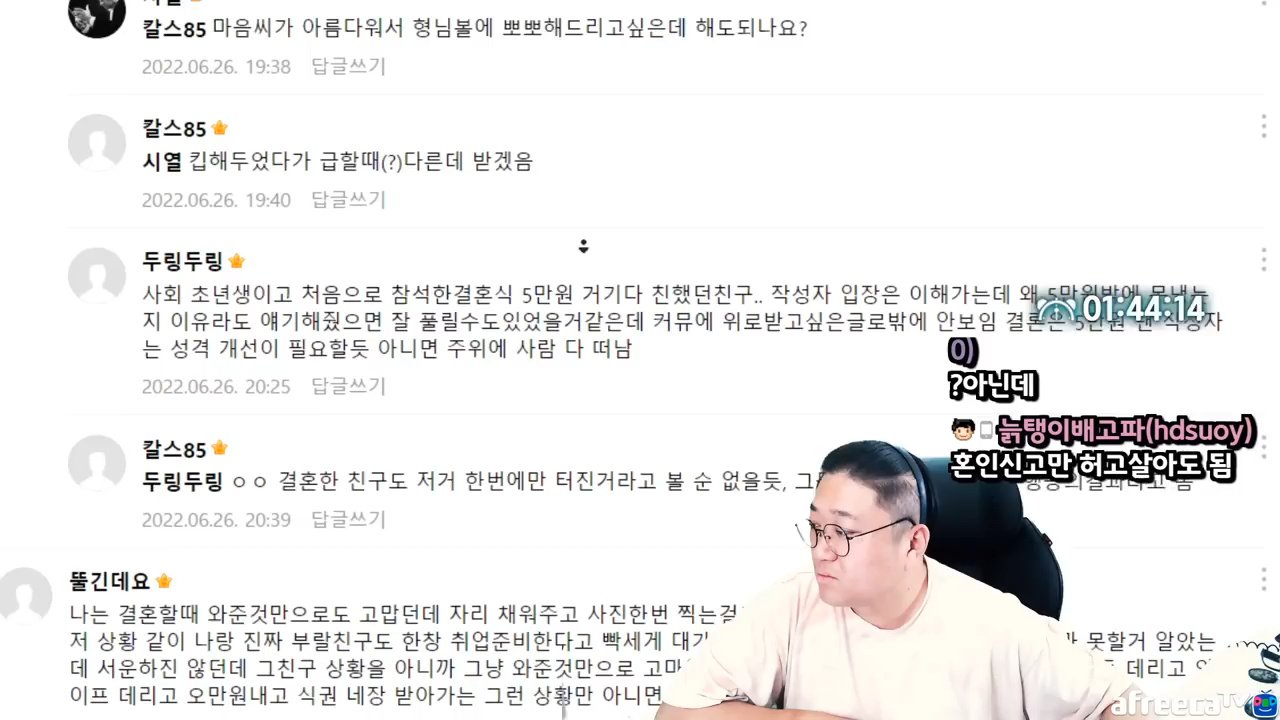 칼스85 마음씨가 아름다워서 형님볼에 뽀뽀해드리고싶은데 해도되나요?
2022.06.26. 19:38 답글쓰기
칼스85
시열 킵해두었다가 급할때(?)다른데 받겠음
2022.06.26. 19:40 답글쓰기
두링두링
사회 초년생이고 처음으로 참석한결혼식 5만원 거기다 친했던친구.. 작성자 입장은 이해가는데 왜 5만원밖에 못내는
01:44:14
지 이유라도 얘기해줬으면 잘 풀릴수도있었을거같은데 커뮤에 위로받고싶은글로밖에 안보임 결론은 5만원 낸 작성자
는 성격 개선이 필요할듯 아니면 주위에 사람 다 떠남
0)
?아닌데
2022.06.26. 20:25 답글쓰기
늙탱이배고파(hdsuoy)
혼인신고만 허고살아도 됨
칼스85
두링두링 ㅇㅇ 결혼한 친구도 저거 한번에만 터진거라고 볼 순 없을듯,
2022.06.26. 20:39 답글쓰기
뚤긴데요
나는 결혼할때 와준것만으로도 고맙던데 자리 채워주고 사진한번 찍는걸
저 상황 같이 나랑 진짜 부랄친구도 한창 취업준비한다고 빡세게 못할거 알았는
데 서운하진 않던데 그친구 상황을 아니까 그냥 와준것만으로 데리고
이프 데리고 오만원내고 식권 네장 받아가는 그런 상황만 아니면
afreecaTV